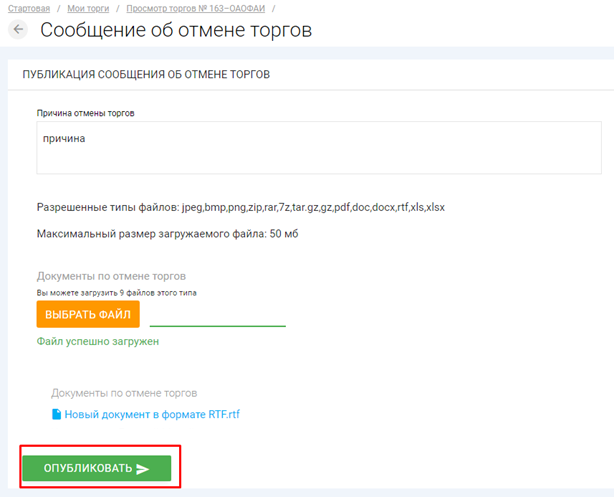 Стартовая / Мои торги / Просмотр торгов № 163–ОАОФАИ /
Сообщение об отмене торгов
ПУБЛИКАЦИЯ СООБЩЕНИЯ ОБ ОТМЕНЕ ТОРГОВ
Причина отмены торгов
причина
Разрешенные типы файлов: jpeg,bmp,png,zip,rar,7z,tar.gz,gz,pdf,doc,docx,rtf,xls,xlsx
Максимальный размер загружаемого файла: 50 мб
Документы по отмене торгов
Вы можете загрузить 9 файлов этого типа
ВЫБРАТЬ ФАЙЛ
Файл успешно загружен
Документы по отмене торгов
Новый документ в формате RTF.rtf
ОПУБЛИКОВАТЬ